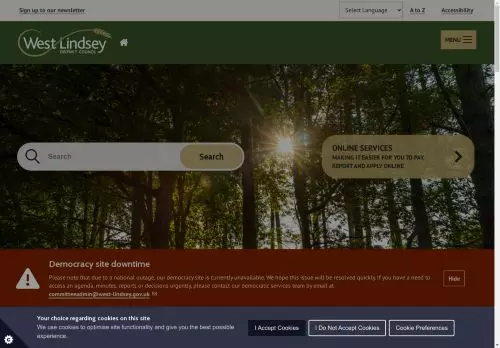 Sign up to our newsletter
Select Language
A to Z
Accessibility
West Lindsey
DISTRICT COUNCIL
MENU
Search
Search
ONLINE SERVICES
MAKING IT EASIER FOR YOU TO PAY,
REPORT AND APPLY ONLINE
Democracy site downtime
Please note that due to a national outage, our democracy site is currently unavailable. We hope this issue will be resolved quickly. If you have a need to
access an agenda, minutes, reports or decisions urgently, please contact our democratic services team by email at
committeeadmin@west-lindsey.gov.uk
Hide
Your choice regarding cookies on this site
We use cookies to optimise site functionality and give you the best possible
experience.
I Accept Cookies
I Do Not Accept Cookies
Cookie Preferences